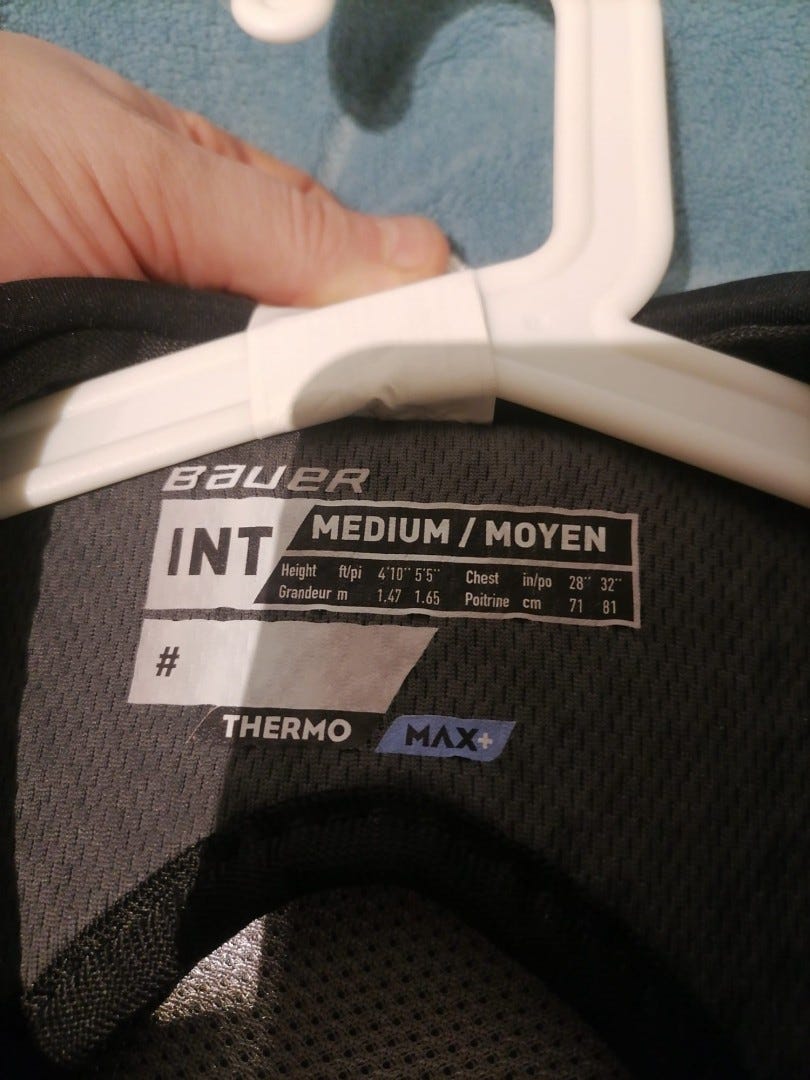 BAUER
INT MEDIUM / MOYEN
Height ft/pi 4'10'' 5'5'' Chest in/po 28'' 32''
Grandeur m 1.47 1.65 Poitrine cm 71 81
#
THERMO MAX+